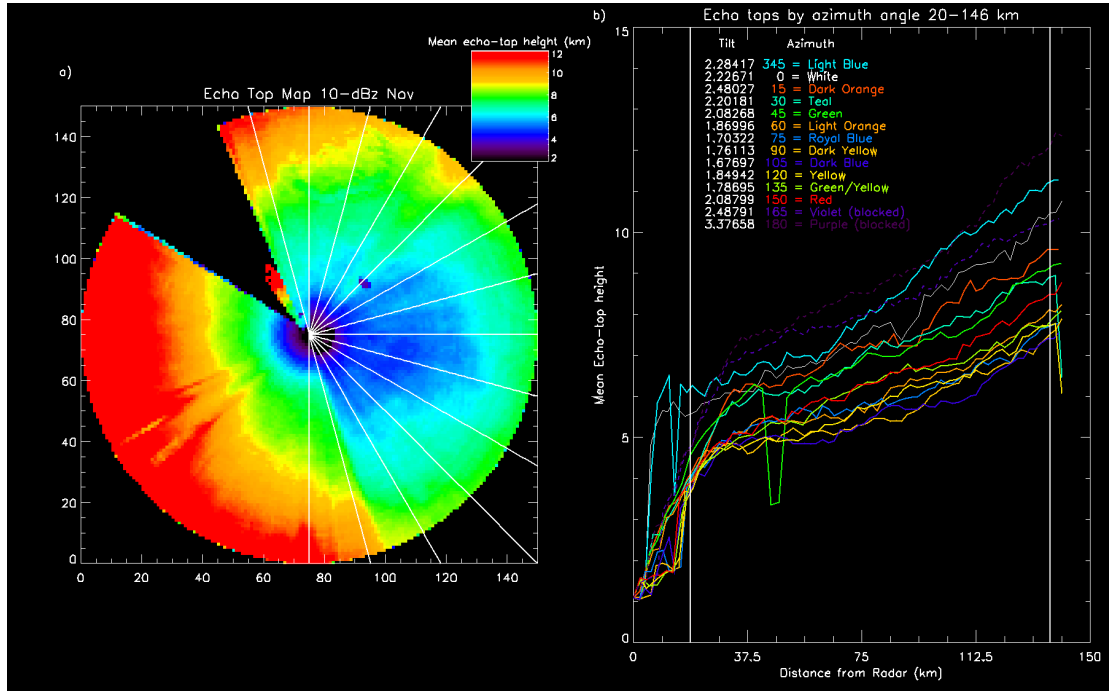 a)
Echo Top Map 10-dBz Nov
Mean echo-top height (km)
12
10
8
6
4
2
140
120
100
80
60
40
20
0
0 20 40 60 80 100 120 140
b)
Echo tops by azimuth angle 20-146 km
Tilt Azimuth
2.28417 345 = Light Blue
2.22671 0 = White
2.48027 15 = Dark Orange
2.20181 30 = Teal
2.08268 45 = Green
1.86996 60 = Light Orange
1.70322 75 = Royal Blue
1.76113 90 = Dark Yellow
1.67697 105 = Dark Blue
1.84942 120 = Yellow
1.78695 135 = Green/Yellow
2.08799 150 = Red
2.48791 165 = Violet (blocked)
3.37658 180 = Purple (blocked)
Mean Echo-top height
15
10
5
0
0 37.5 75 112.5 150
Distance from Radar (km)